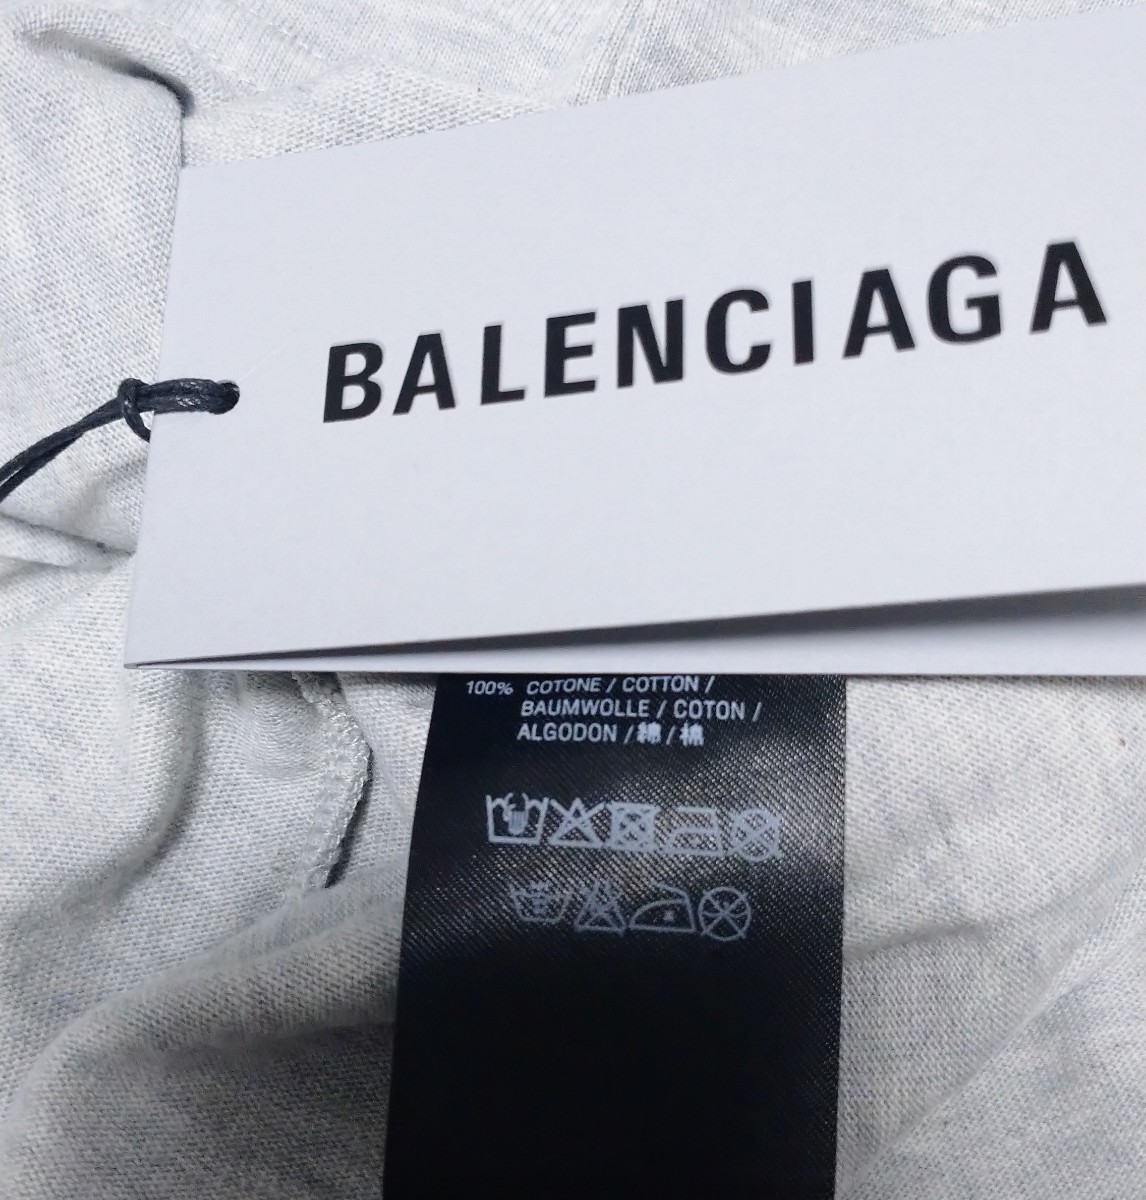 BALENCIAGA
100% COTONE / COTTON /
BAUMWOLLE / COTON /
ALGODON / 綿 / 棉